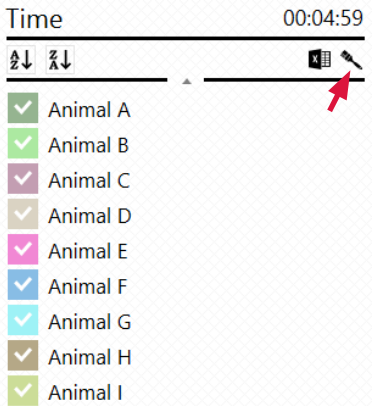 Time 00:04:59
A Z Z A
X
Animal A
Animal B
Animal C
Animal D
Animal E
Animal F
Animal G
Animal H
Animal I